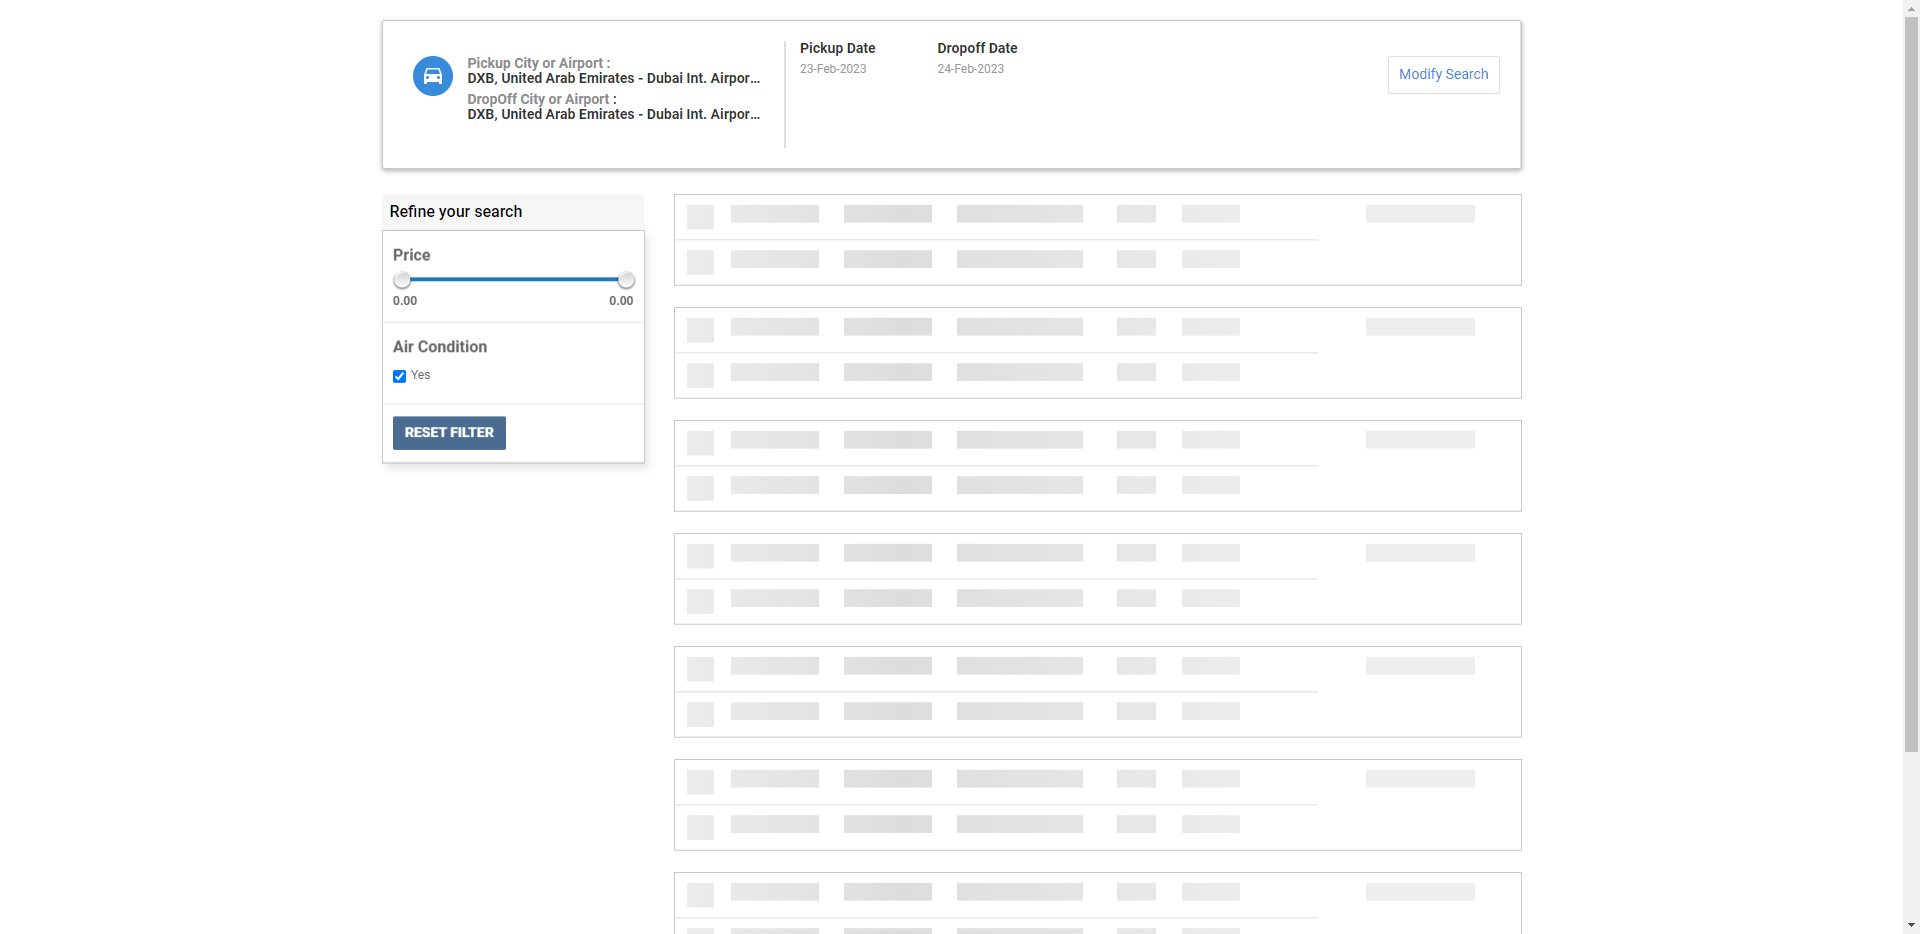 Pickup City or Airport :
DXB, United Arab Emirates - Dubai Int. Airpor...
DropOff City or Airport :
DXB, United Arab Emirates - Dubai Int. Airpor...
Pickup Date
23-Feb-2023
Dropoff Date
24-Feb-2023
Modify Search
Refine your search
Price
0.00 0.00
Air Condition
Yes
RESET FILTER